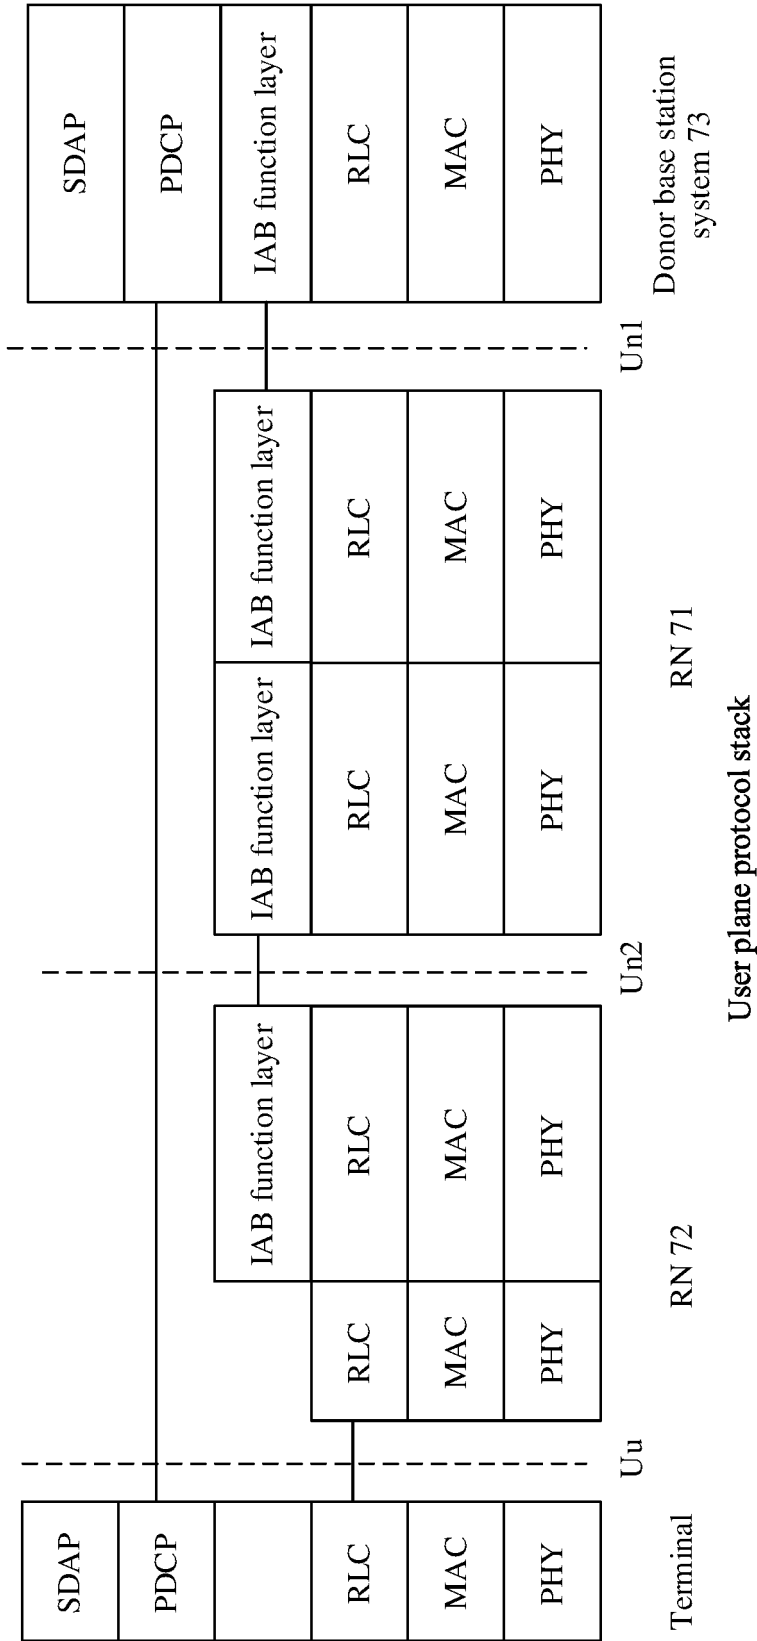 SDAP
PDCP
RLC
MAC
PHY
Terminal
Uu
RLC
MAC
PHY
IAB function layer
RLC
MAC
PHY
RN 72
Un2
IAB function layer
RLC
MAC
PHY
IAB function layer
RLC
MAC
PHY
RN 71
Un1
SDAP
PDCP
IAB function layer
RLC
MAC
PHY
Donor base station
system 73
User plane protocol stack